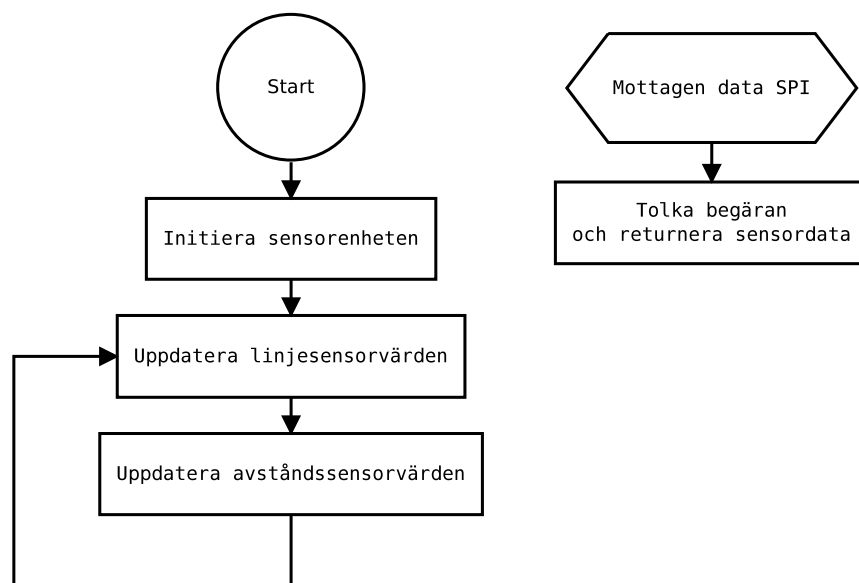 Start
Initiera sensorenheten
Uppdatera linjesensorvärden
Uppdatera avståndssensorvärden
Mottagen data SPI
Tolka begäran
och returnera sensordata